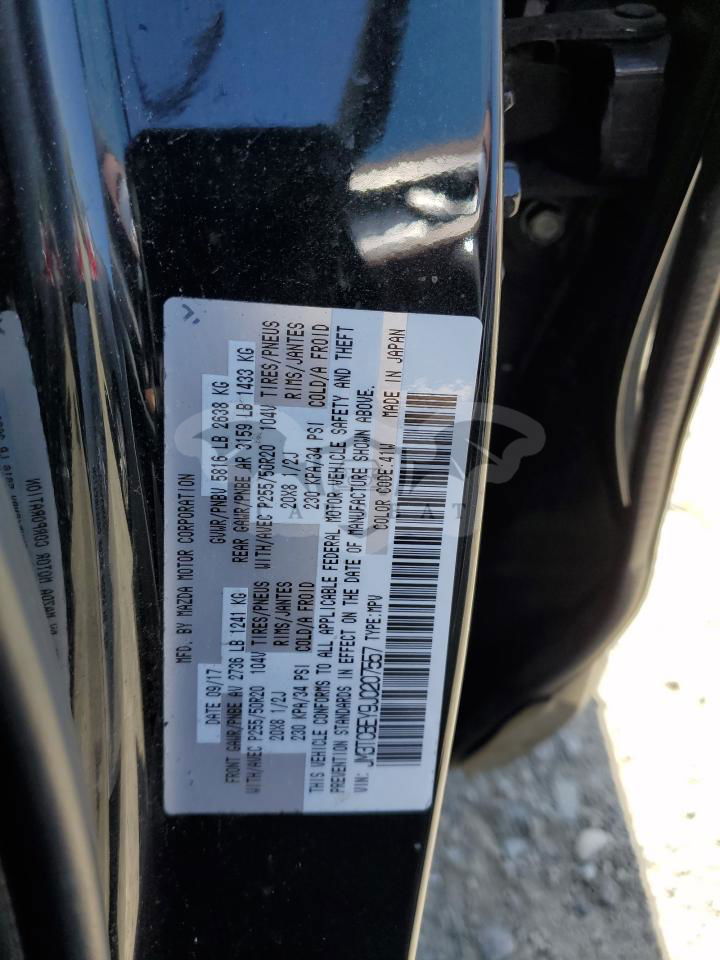 MFD. BY MAZDA MOTOR CORPORATION
DATE 09/17 GVWR/PNBV 5816 LB 2638 KG
FRONT GAWR/PNBE AV 2736 LB 1241 KG REAR GAWR/PNBE AR 3159 LB 1433 KG
WITH/AVEC P255/50R20 104V TIRES/PNEUS WITH/AVEC P255/50R20 104V TIRES/PNEUS
20X8 1/2J RIMS/JANTES 20X8 1/2J RIMS/JANTES
230 KPA/34 PSI COLD/A FROID 230 KPA/34 PSI COLD/A FROID
THIS VEHICLE CONFORMS TO ALL APPLICABLE FEDERAL MOTOR VEHICLE SAFETY AND THEFT
PREVENTION STANDARDS IN EFFECT ON THE DATE OF MANUFACTURE SHOWN ABOVE.
VIN: JM3TCBEY9J0207557 TYPE:MPV COLOR CODE:41W MADE IN JAPAN